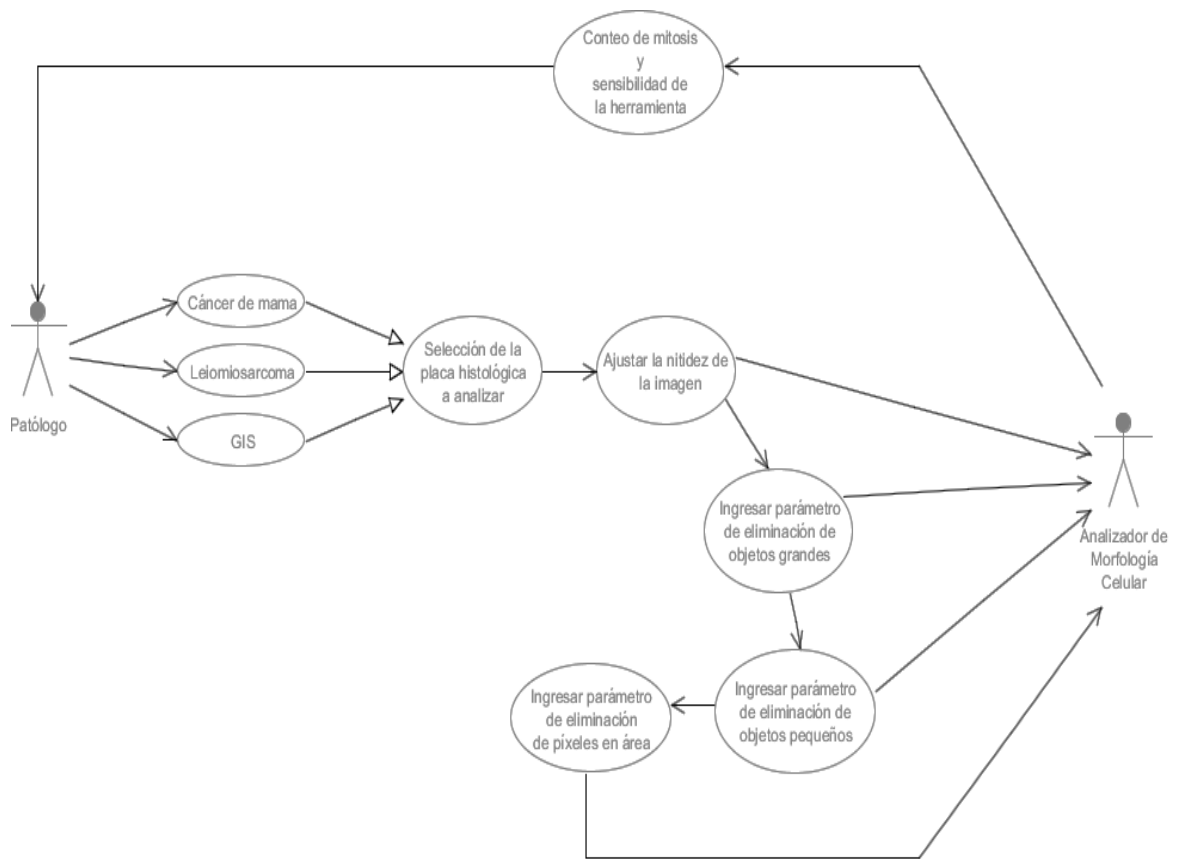 Conteo de mitosis
y
sensibilidad de
la herramienta
Cáncer de mama
Leiomiosarcoma
GIS
Patólogo
Selección de la
placa histológica
a analizar
Ajustar la nitidez de
la imagen
Ingresar parámetro
de eliminación de
objetos grandes
Analizador de
Morfología
Celular
Ingresar parámetro
de eliminación de
objetos pequeños
Ingresar parámetro
de eliminación
de píxeles en área